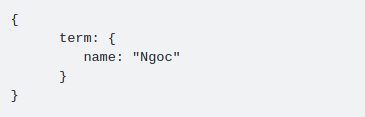 {
      term: {
         name: "Ngoc"
      }
}